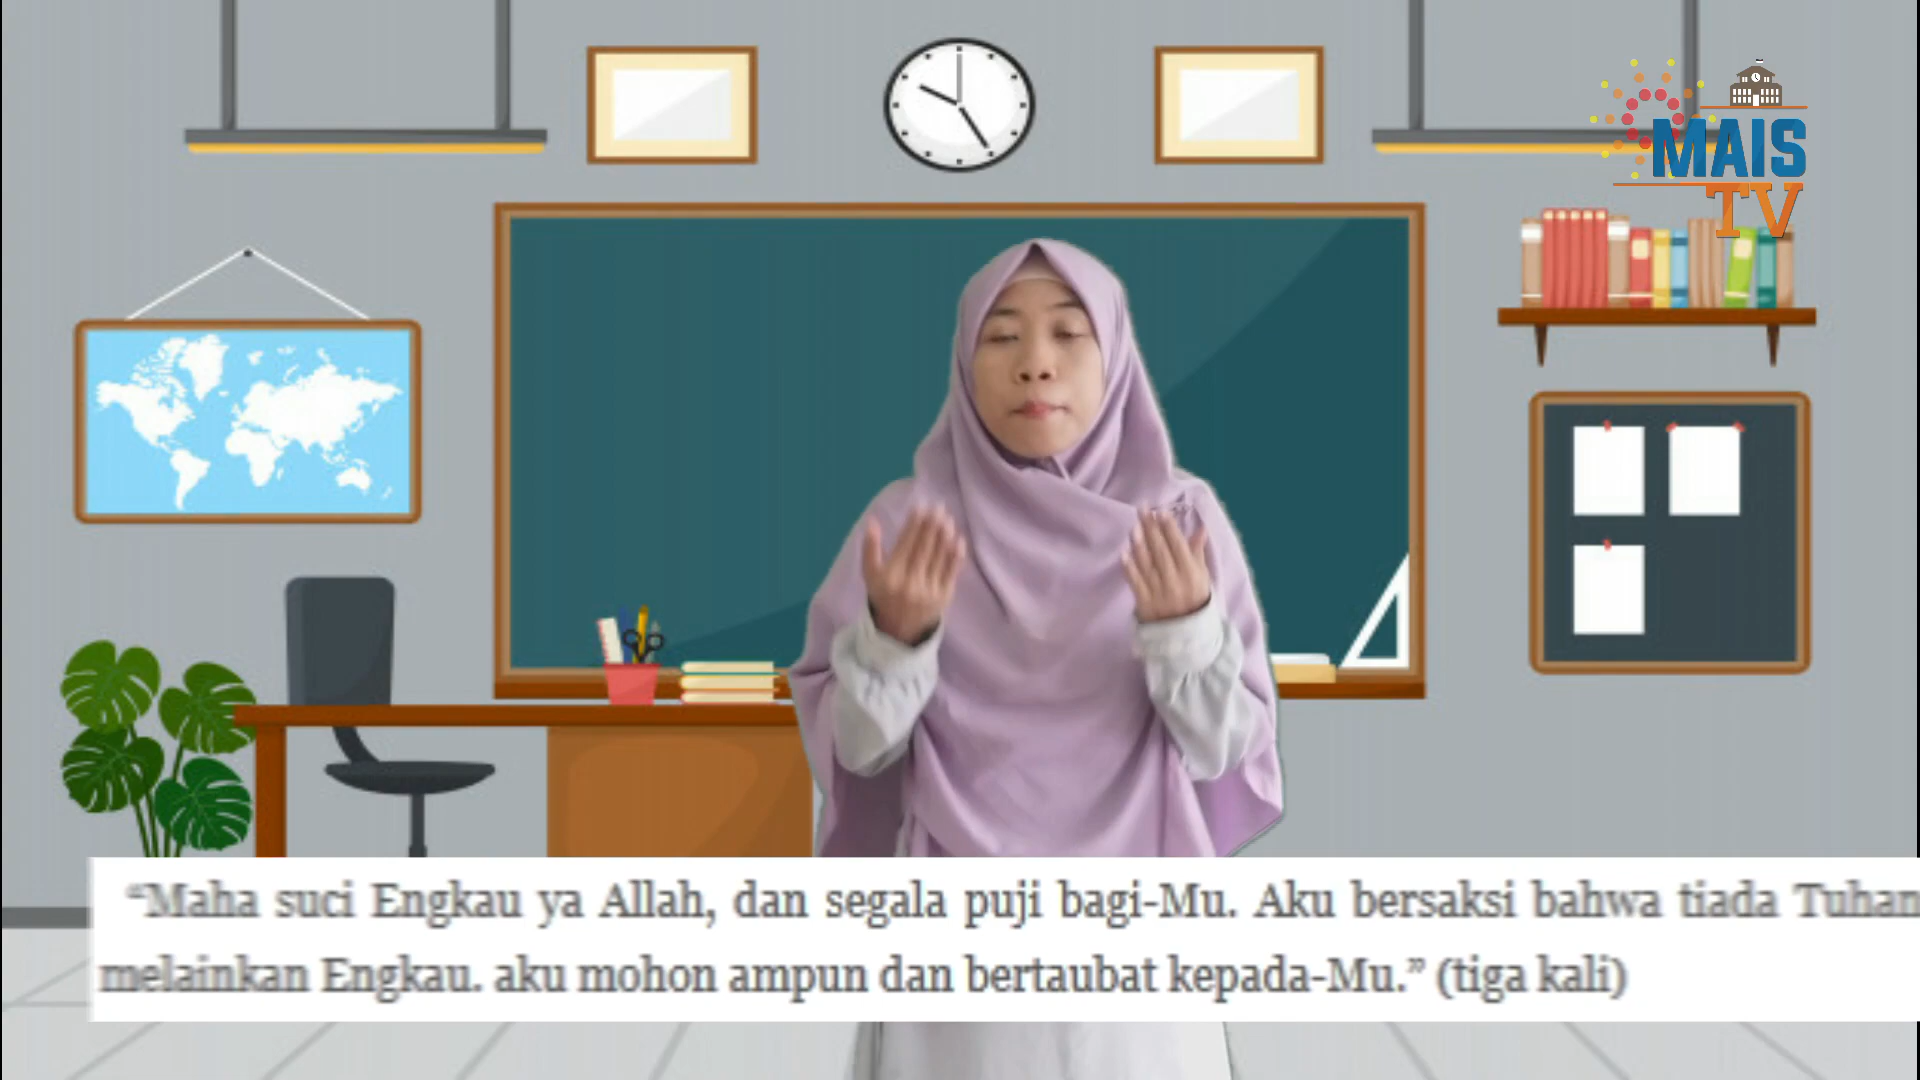 MAIS
TV
“Maha suci Engkau ya Allah, dan segala puji bagi-Mu. Aku bersaksi bahwa tiada Tuhan
melainkan Engkau. aku mohon ampun dan bertaubat kepada-Mu.” (tiga kali)